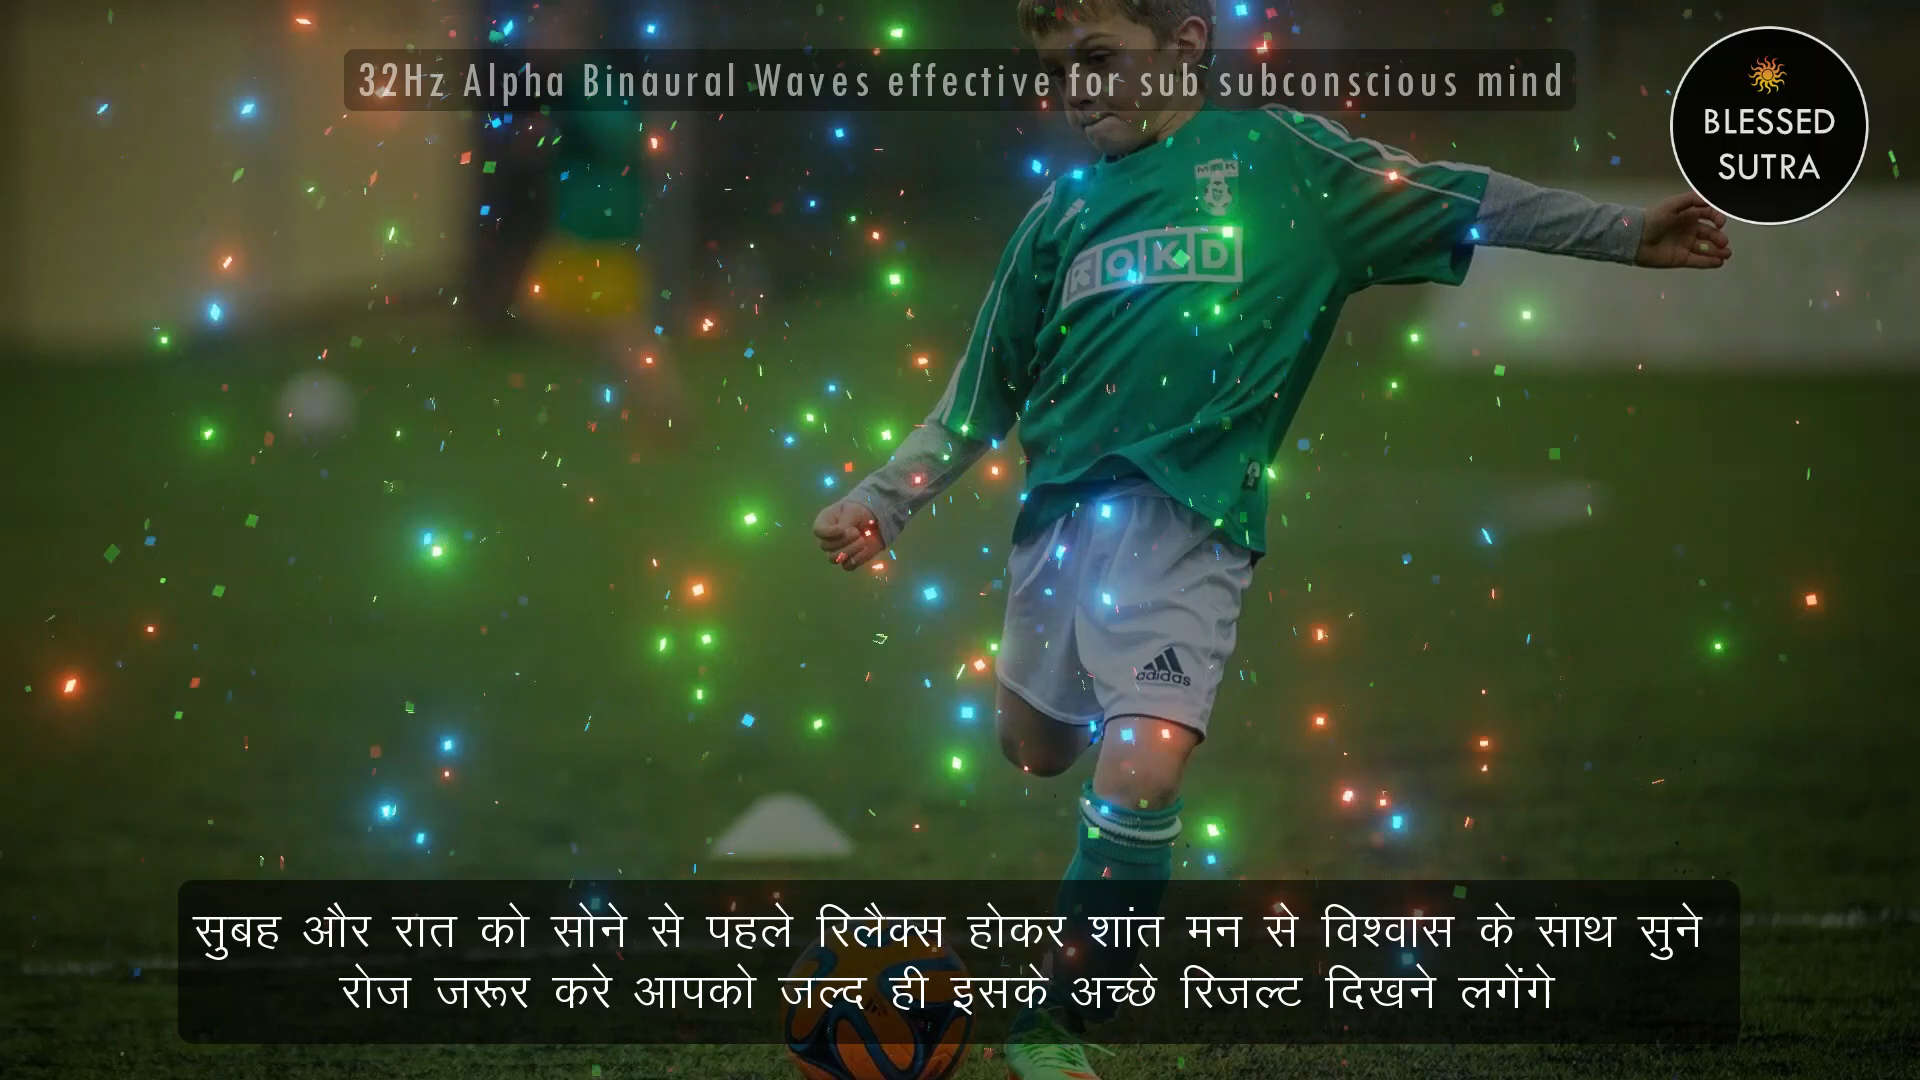 32Hz Alpha Binaural Waves effective for sub subconscious mind
BLESSED
SUTRA
OKD
adidas
सुबह और रात को सोने से पहले रिलैक्स होकर शांत मन से विश्वास के साथ सुने
रोज जरूर करे आपको जल्द ही इसके अच्छे रिजल्ट दिखने लगेंगे